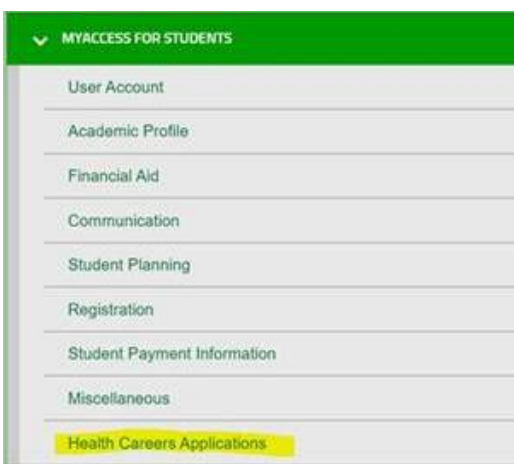 MYACCESS FOR STUDENTS
User Account
Academic Profile
Financial Aid
Communication
Student Planning
Registration
Student Payment Information
Miscellaneous
Health Careers Applications